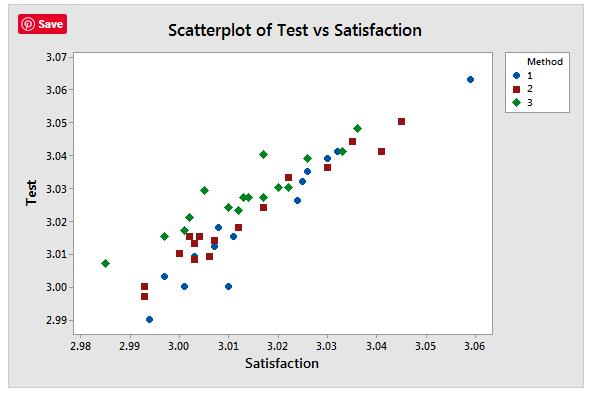 Save
Scatterplot of Test vs Satisfaction
Method
1
2
3
3.07
3.06
3.05
3.04
3.03
3.02
3.01
3.00
2.99
Test
2.98 2.99 3.00 3.01 3.02 3.03 3.04 3.05 3.06
Satisfaction